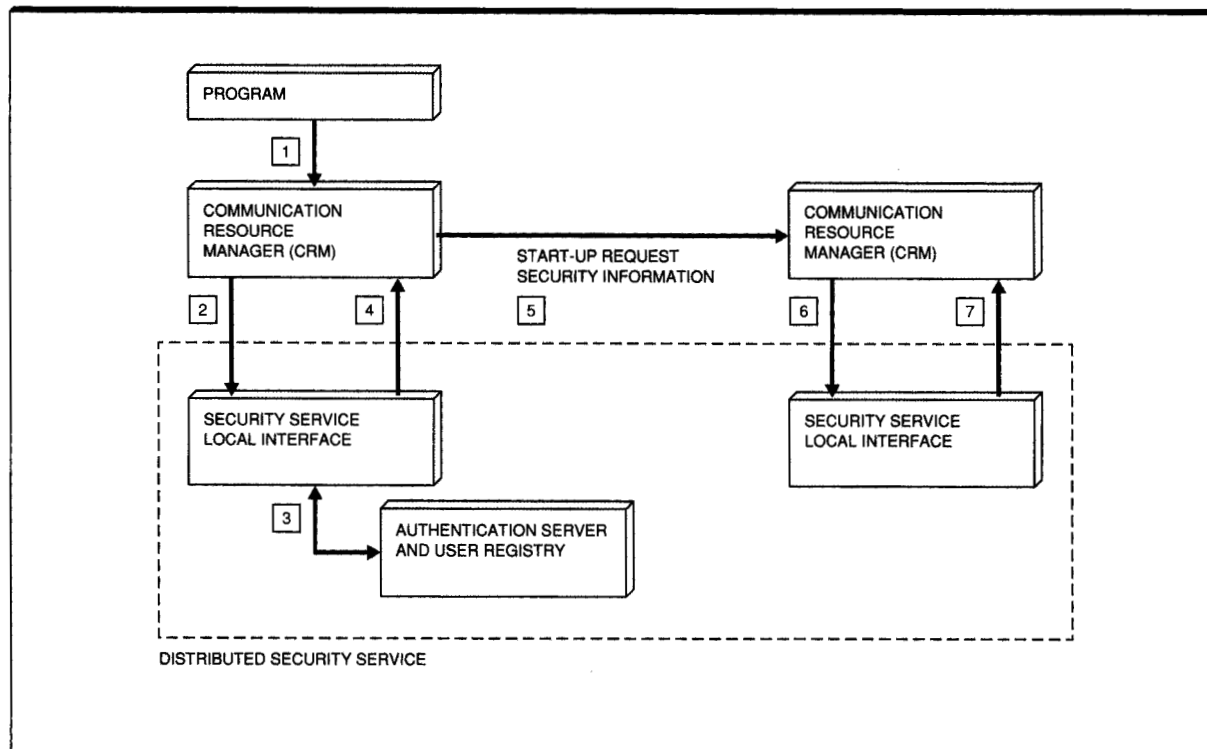 PROGRAM
1
COMMUNICATION
RESOURCE
MANAGER (CRM)
COMMUNICATION
RESOURCE
MANAGER (CRM)
START-UP REQUEST
SECURITY INFORMATION
2
4
5
6
7
SECURITY SERVICE
LOCAL INTERFACE
SECURITY SERVICE
LOCAL INTERFACE
3
AUTHENTICATION SERVER
AND USER REGISTRY
DISTRIBUTED SECURITY SERVICE